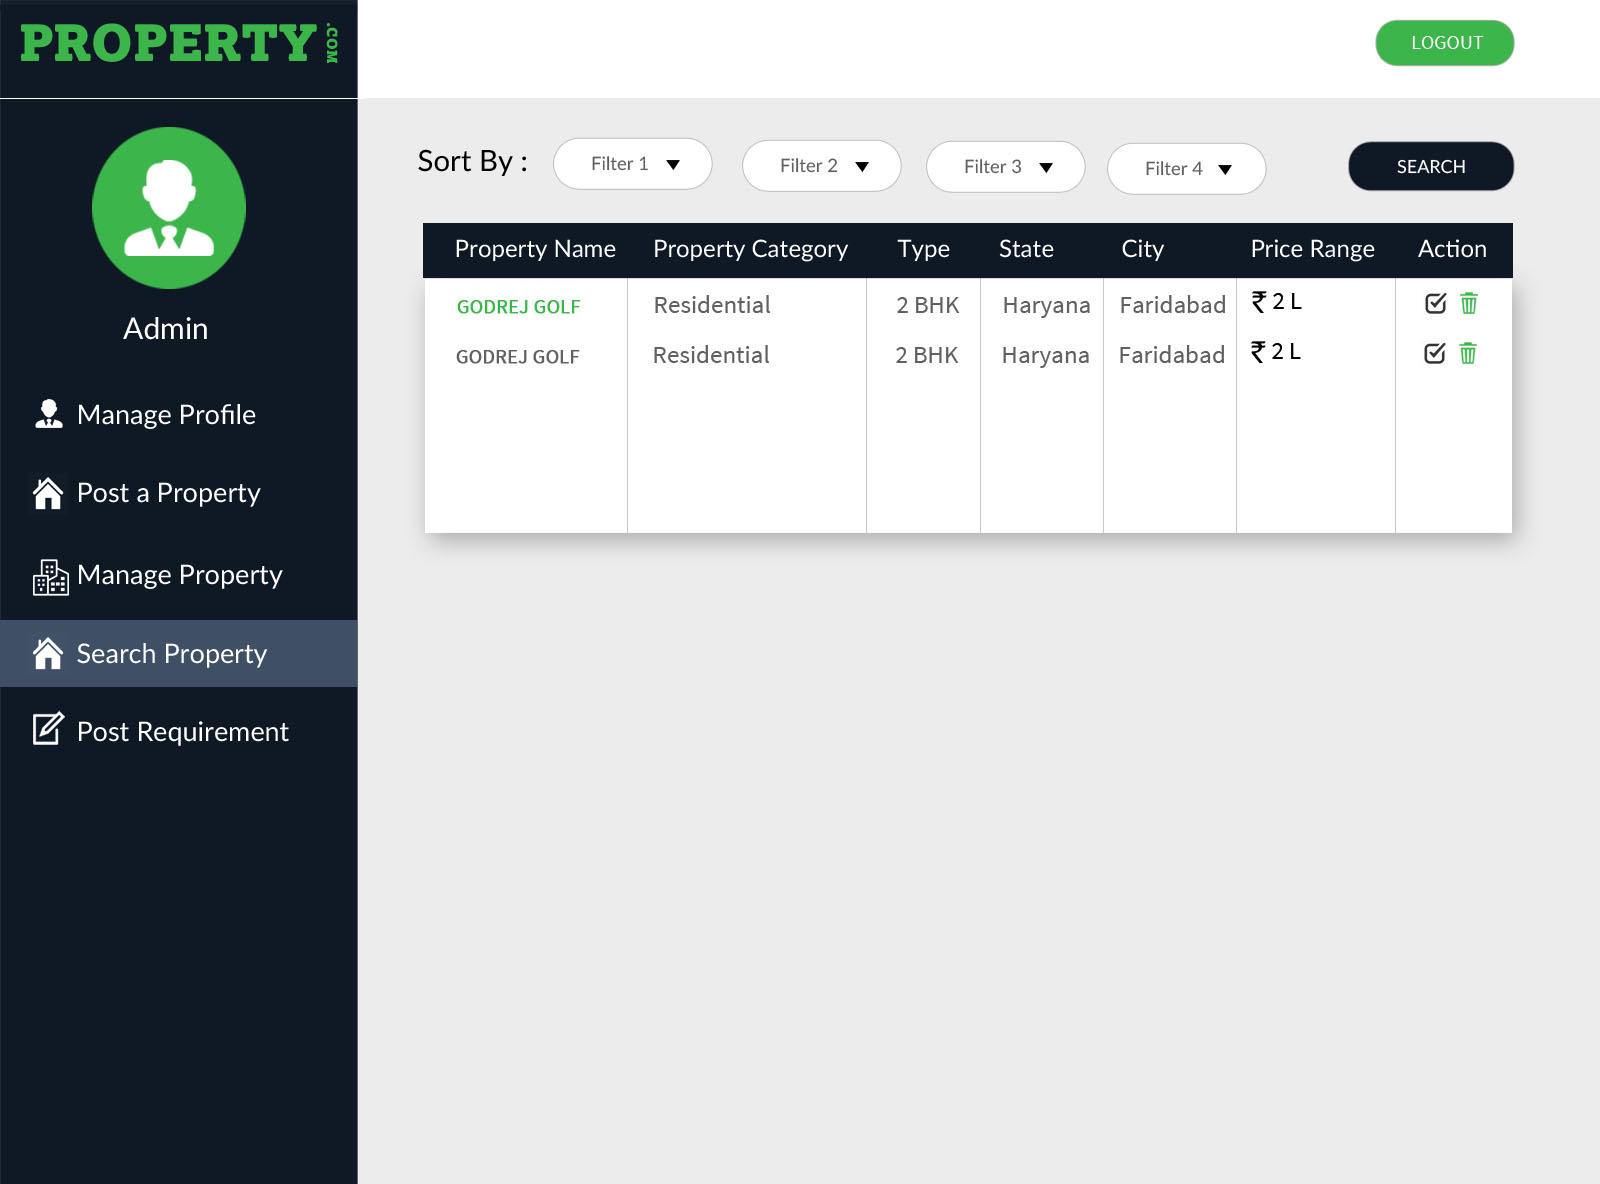 PROPERTY.COM
LOGOUT
Admin
Manage Profile
Post a Property
Manage Property
Search Property
Post Requirement
Sort By : Filter 1 Filter 2 Filter 3 Filter 4 SEARCH
Property Name Property Category Type State City Price Range Action
GODREJ GOLF Residential 2 BHK Haryana Faridabad ₹ 2 L
GODREJ GOLF Residential 2 BHK Haryana Faridabad ₹ 2 L